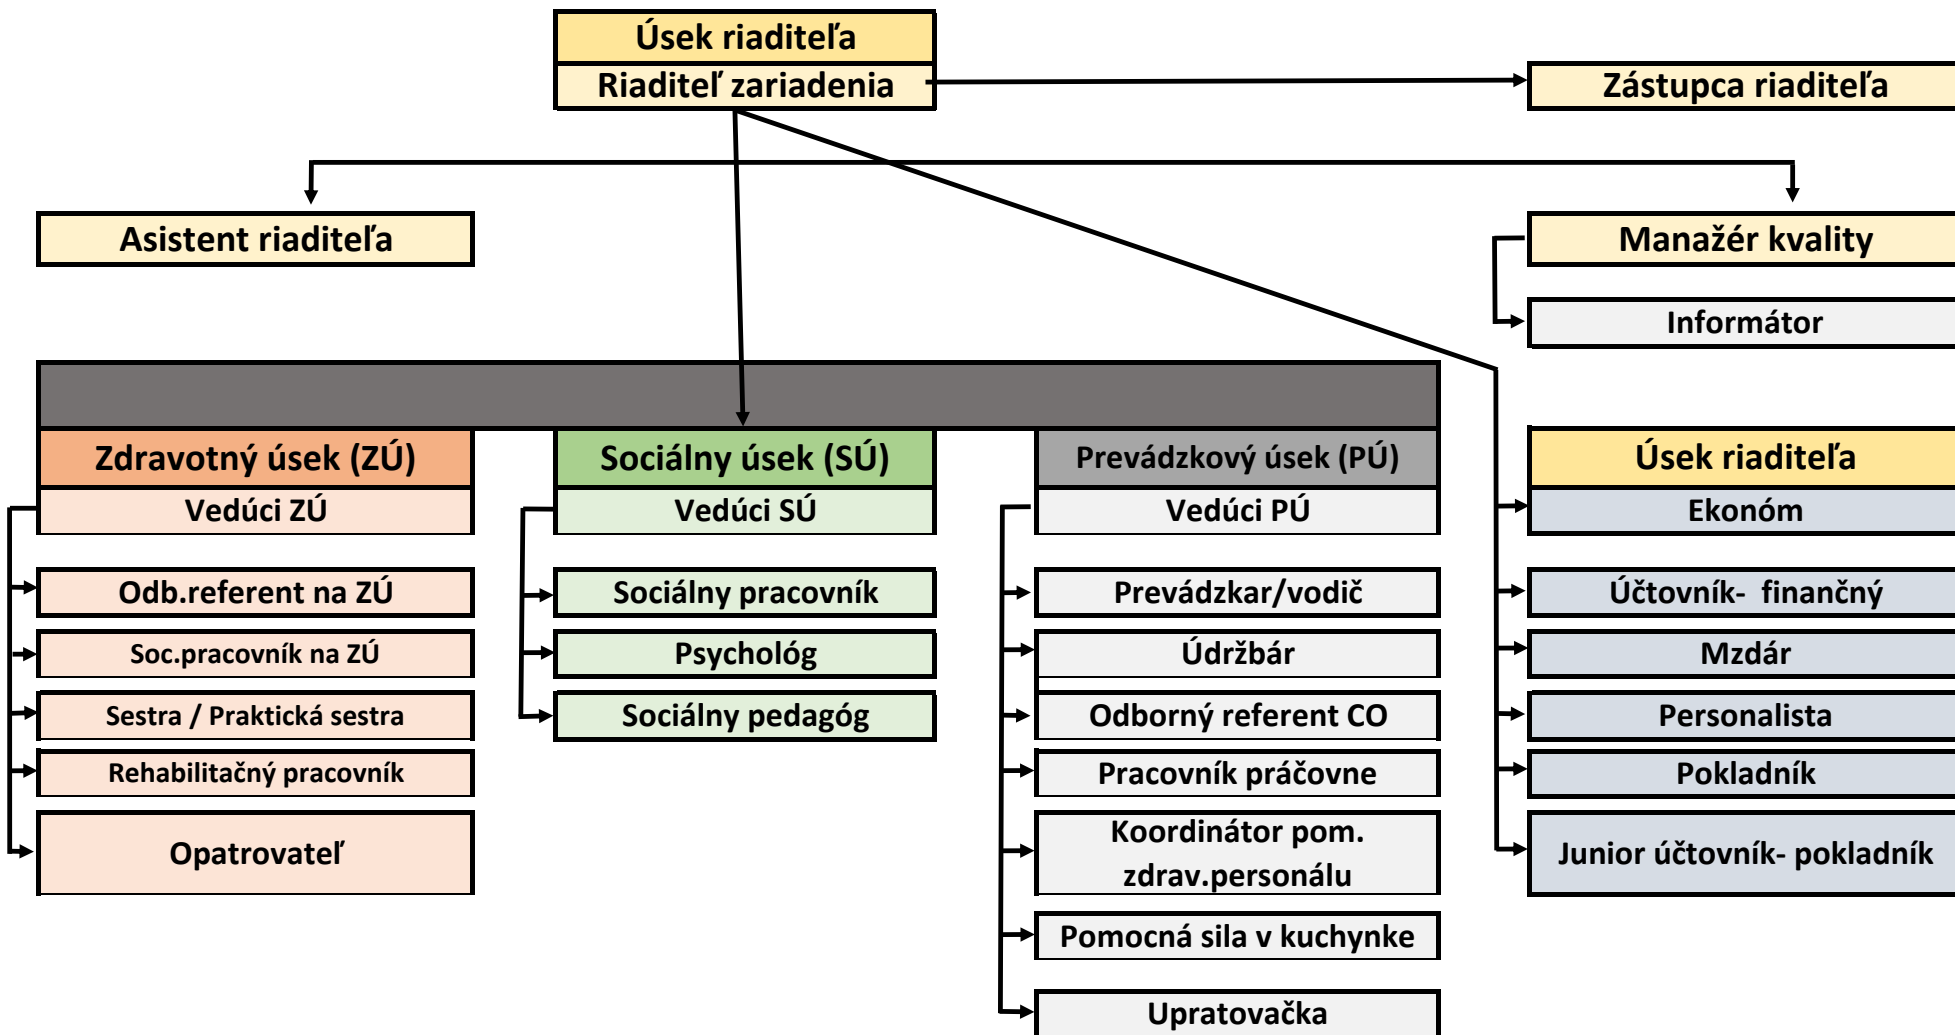 Úsek riaditeľa
Riaditeľ zariadenia
Zástupca riaditeľa
Asistent riaditeľa
Manažér kvality
Informátor
Zdravotný úsek (ZÚ)
Vedúci ZÚ
Odb.referent na ZÚ
Soc.pracovník na ZÚ
Sestra / Praktická sestra
Rehabilitačný pracovník
Opatrovateľ
Sociálny úsek (SÚ)
Vedúci SÚ
Sociálny pracovník
Psychológ
Sociálny pedagóg
Prevádzkový úsek (PÚ)
Vedúci PÚ
Prevádzkar/vodič
Údržbár
Odborný referent CO
Pracovník práčovne
Koordinátor pom.
zdrav.personálu
Pomocná sila v kuchynke
Upratovačka
Úsek riaditeľa
Ekonóm
Účtovník-  finančný
Mzdár
Personalista
Pokladník
Junior účtovník- pokladník